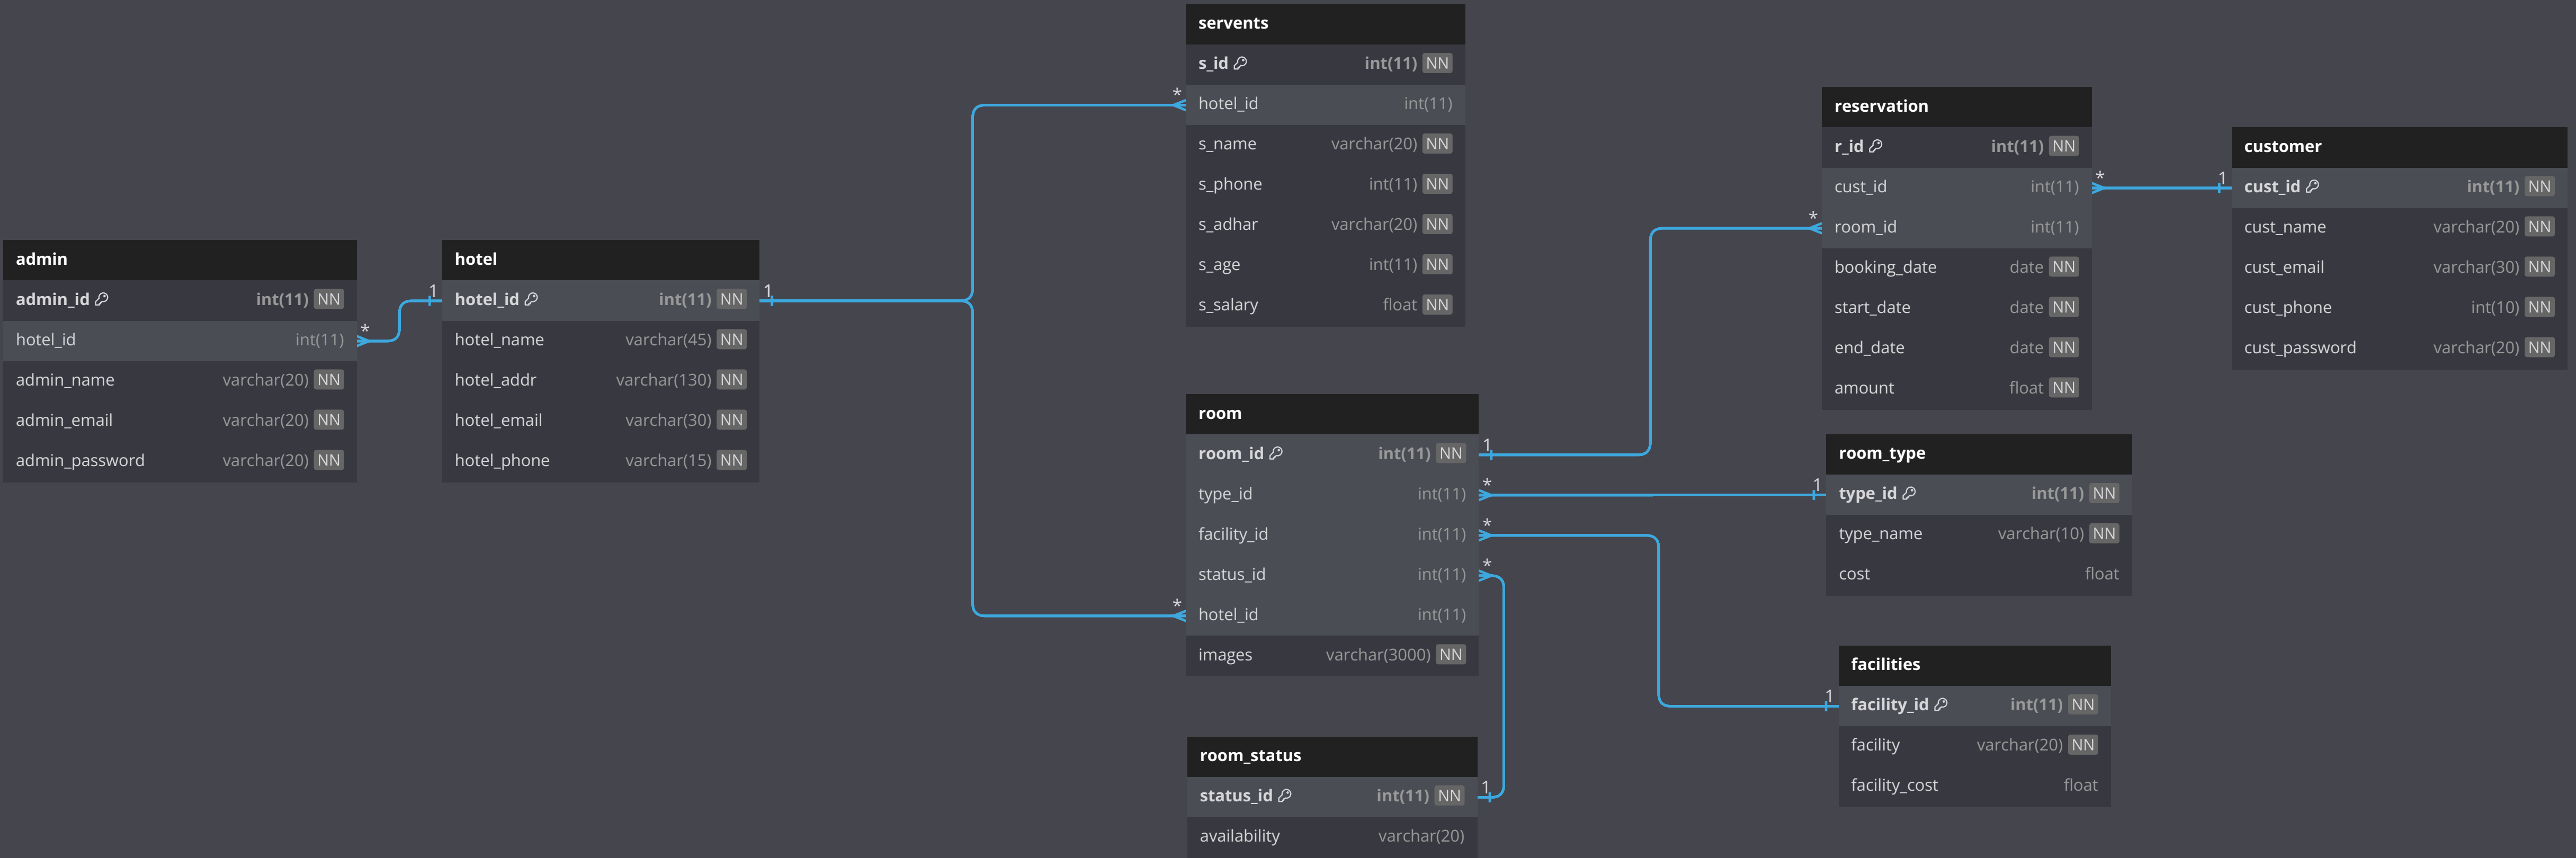 servents
s_id int(11) NN
hotel_id int(11)
s_name varchar(20) NN
s_phone int(11) NN
s_adhar varchar(20) NN
s_age int(11) NN
s_salary float NN
reservation
r_id int(11) NN
cust_id int(11)
room_id int(11)
booking_date date NN
start_date date NN
end_date date NN
amount float NN
customer
cust_id int(11) NN
cust_name varchar(20) NN
cust_email varchar(30) NN
cust_phone int(10) NN
cust_password varchar(20) NN
admin
admin_id int(11) NN
hotel_id int(11)
admin_name varchar(20) NN
admin_email varchar(20) NN
admin_password varchar(20) NN
hotel
hotel_id int(11) NN
hotel_name varchar(45) NN
hotel_addr varchar(130) NN
hotel_email varchar(30) NN
hotel_phone varchar(15) NN
room
room_id int(11) NN
type_id int(11)
facility_id int(11)
status_id int(11)
hotel_id int(11)
images varchar(3000) NN
room_type
type_id int(11) NN
type_name varchar(10) NN
cost float
facilities
facility_id int(11) NN
facility varchar(20) NN
facility_cost float
room_status
status_id int(11) NN
availability varchar(20)
*
1
1
*
*
1
*
*
1
1
*
1
*
1
*
1